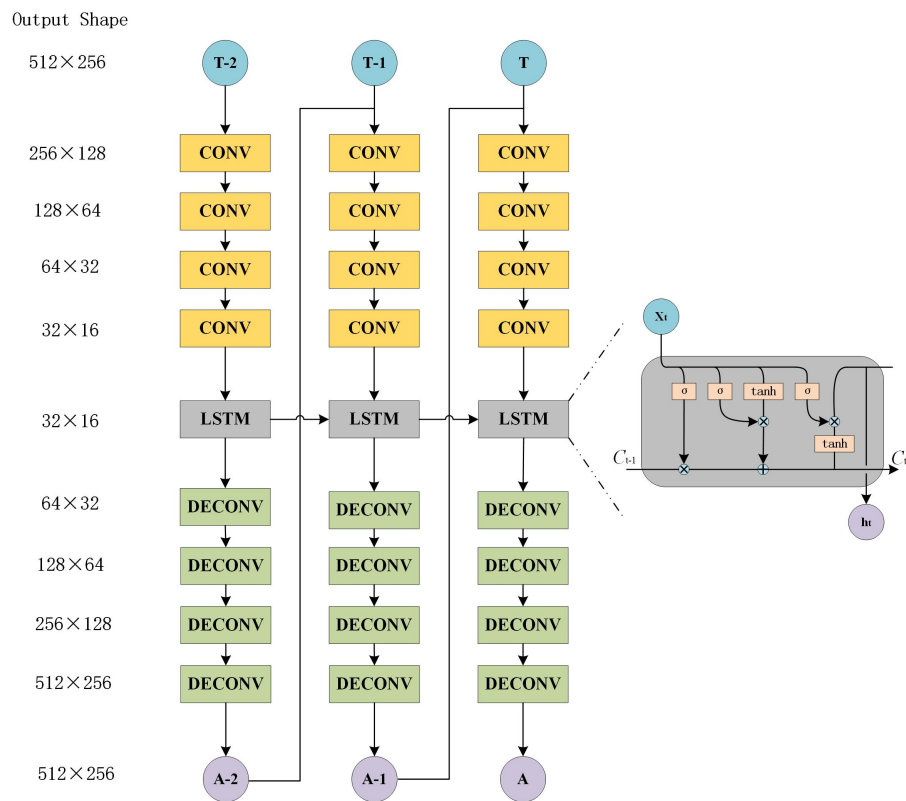 Output Shape
512×256 T-2 T-1 T
256×128 CONV CONV CONV
128×64 CONV CONV CONV
64×32 CONV CONV CONV
32×16 CONV CONV CONV
Xt
σ σ tanh σ
32×16 LSTM LSTM LSTM
× ×
tanh
Ct-1 × + Ct
64×32 DECONV DECONV DECONV
ht
128×64 DECONV DECONV DECONV
256×128 DECONV DECONV DECONV
512×256 DECONV DECONV DECONV
512×256 A-2 A-1 A